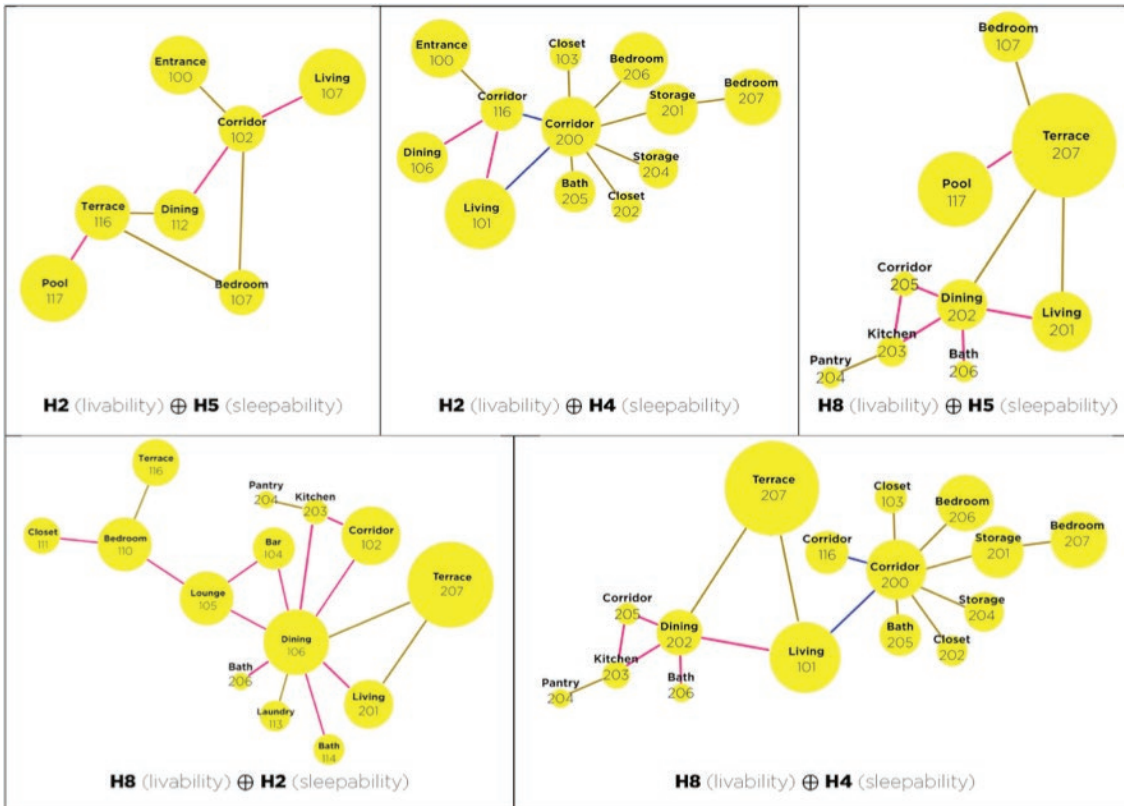 Entrance
100
Living
107
Corridor
102
Terrace
116
Dining
112
Pool
117
Bedroom
107
H2 (livability) ⊕ H5 (sleepability)
Entrance
100
Closet
103
Bedroom
206
Bedroom
207
Corridor
116
Storage
201
Corridor
200
Dining
106
Storage
204
Bath
205
Living
101
Closet
202
H2 (livability) ⊕ H4 (sleepability)
Bedroom
107
Terrace
207
Pool
117
Corridor
205
Dining
202
Living
201
Kitchen
203
Pantry
204
Bath
206
H8 (livability) ⊕ H5 (sleepability)
Terrace
116
Pantry
204
Kitchen
203
Closet
111
Bedroom
110
Bar
104
Corridor
102
Terrace
207
Lounge
105
Dining
106
Bath
206
Living
201
Laundry
113
Bath
114
H8 (livability) ⊕ H2 (sleepability)
Terrace
207
Closet
103
Bedroom
206
Bedroom
207
Corridor
116
Storage
201
Corridor
200
Corridor
205
Dining
202
Storage
204
Bath
205
Closet
202
Kitchen
203
Living
101
Pantry
204
Bath
206
H8 (livability) ⊕ H4 (sleepability)